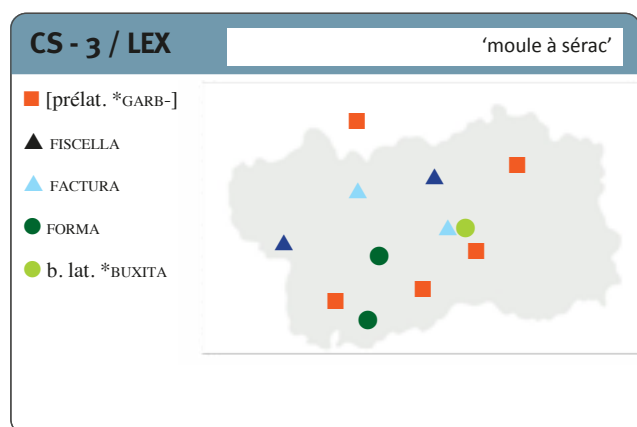 CS - 3 / LEX
‘moule à sérac’
[prélat. *GARB-]
FISCELLA
FACTURA
FORMA
b. lat. *BUXITA